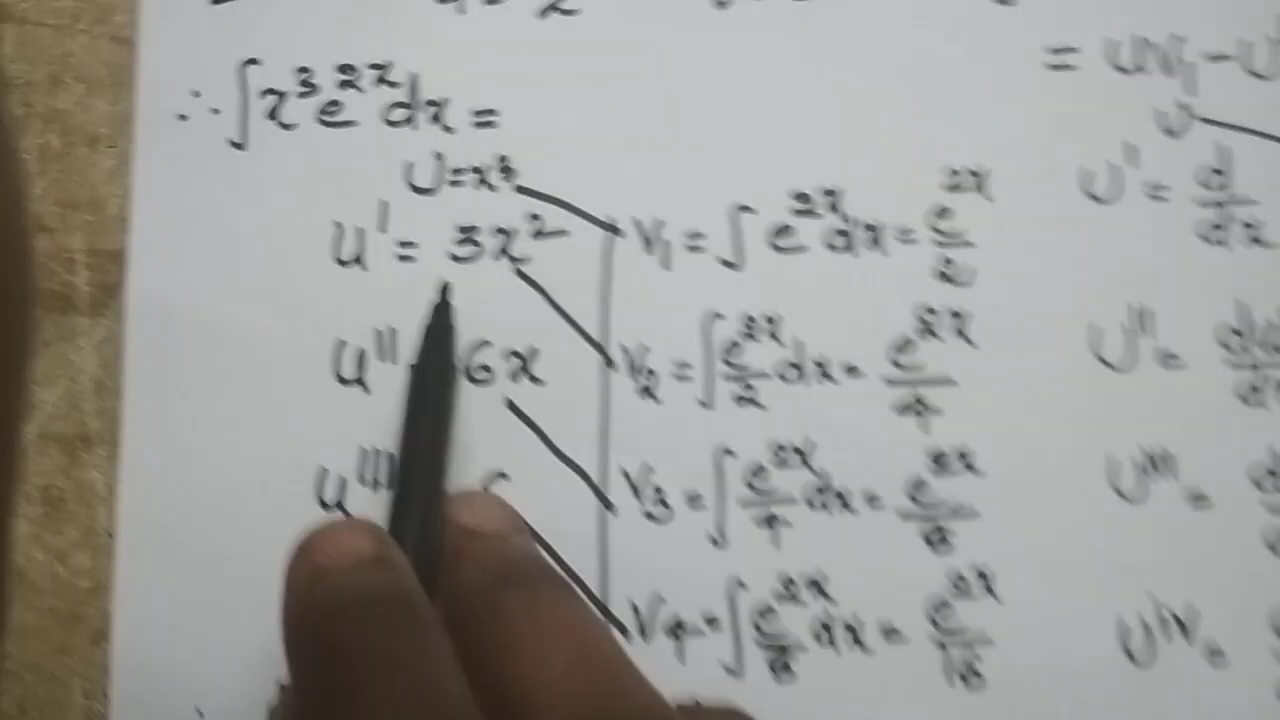 ∴ ∫x³e²ˣdx =
= UV₁ - U
U = x³
U
u' = 3x²
V₁ = ∫e²ˣdx = e²ˣ/2
U' = d/dx
u'' 6x
V₂ = ∫e²ˣ/2 dx = e²ˣ/4
U'' =
u'''
V₃ = ∫e²ˣ/4 dx = e²ˣ/8
U''' =
V₄ = ∫e²ˣ/8 dx = e²ˣ/16
Uᴵⱽ =